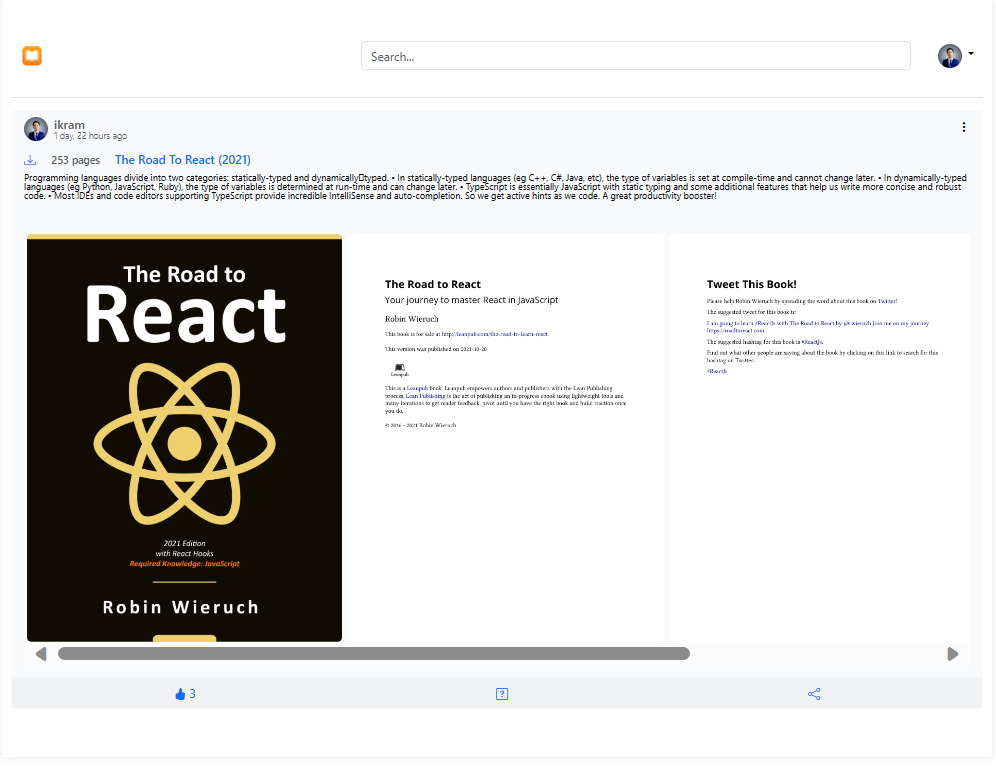 Search...
ikram
1 day, 22 hours ago
253 pages The Road To React (2021)
Programming languages divide into two categories: statically-typed and dynamically□typed. • In statically-typed languages (eg C++, C#, Java, etc), the type of variables is set at compile-time and cannot change later. • In dynamically-typed
languages (eg Python, JavaScript, Ruby), the type of variables is determined at run-time and can change later. • TypeScript is essentially JavaScript with static typing and some additional features that help us write more concise and robust
code. • Most IDEs and code editors supporting TypeScript provide incredible IntelliSense and auto-completion. So we get active hints as we code. A great productivity booster!
The Road to
React
2021 Edition
with React Hooks
Required Knowledge: JavaScript
Robin Wieruch
The Road to React
Your journey to master React in JavaScript
Robin Wieruch
This book is for sale at http://leanpub.com/the-road-to-learn-react
This version was published on 2021-10-26
Leanpub
This is a Leanpub book. Leanpub empowers authors and publishers with the Lean Publishing
process. Lean Publishing is the act of publishing an in-progress ebook using lightweight tools and
many iterations to get reader feedback, pivot until you have the right book and build traction once
you do.
© 2016 - 2021 Robin Wieruch
Tweet This Book!
Please help Robin Wieruch by spreading the word about this book on Twitter!
The suggested tweet for this book is:
I am going to learn #ReactJs with The Road to React by @rwieruch Join me on my journey
https://roadtoreact.com
The suggested hashtag for this book is #ReactJs.
Find out what other people are saying about the book by clicking on this link to search for this
hashtag on Twitter:
#ReactJs
3